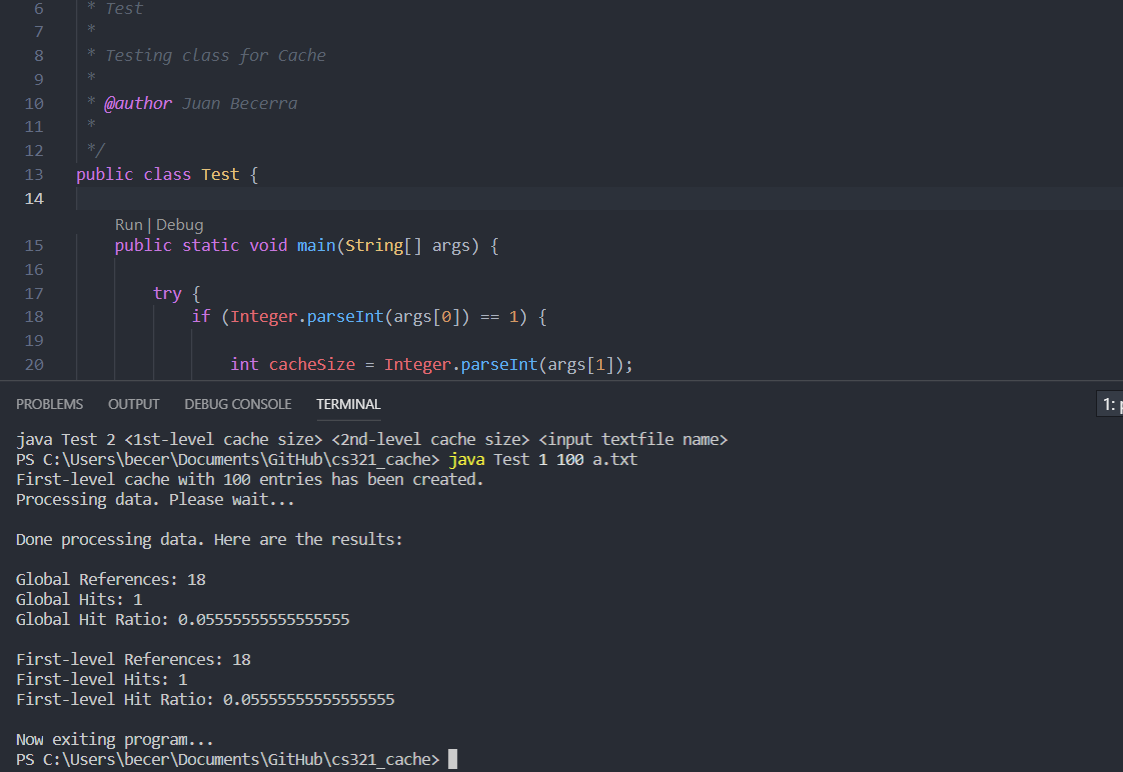 6 * Test
7 *
8 * Testing class for Cache
9 *
10 * @author Juan Becerra
11 *
12 */
13 public class Test {
14
Run | Debug
15 public static void main(String[] args) {
16
17 try {
18 if (Integer.parseInt(args[0]) == 1) {
19
20 int cacheSize = Integer.parseInt(args[1]);
PROBLEMS OUTPUT DEBUG CONSOLE TERMINAL 1:
java Test 2 <1st-level cache size> <2nd-level cache size> <input textfile name>
PS C:\Users\becer\Documents\GitHub\cs321_cache> java Test 1 100 a.txt
First-level cache with 100 entries has been created.
Processing data. Please wait...
Done processing data. Here are the results:
Global References: 18
Global Hits: 1
Global Hit Ratio: 0.05555555555555555
First-level References: 18
First-level Hits: 1
First-level Hit Ratio: 0.05555555555555555
Now exiting program...
PS C:\Users\becer\Documents\GitHub\cs321_cache>